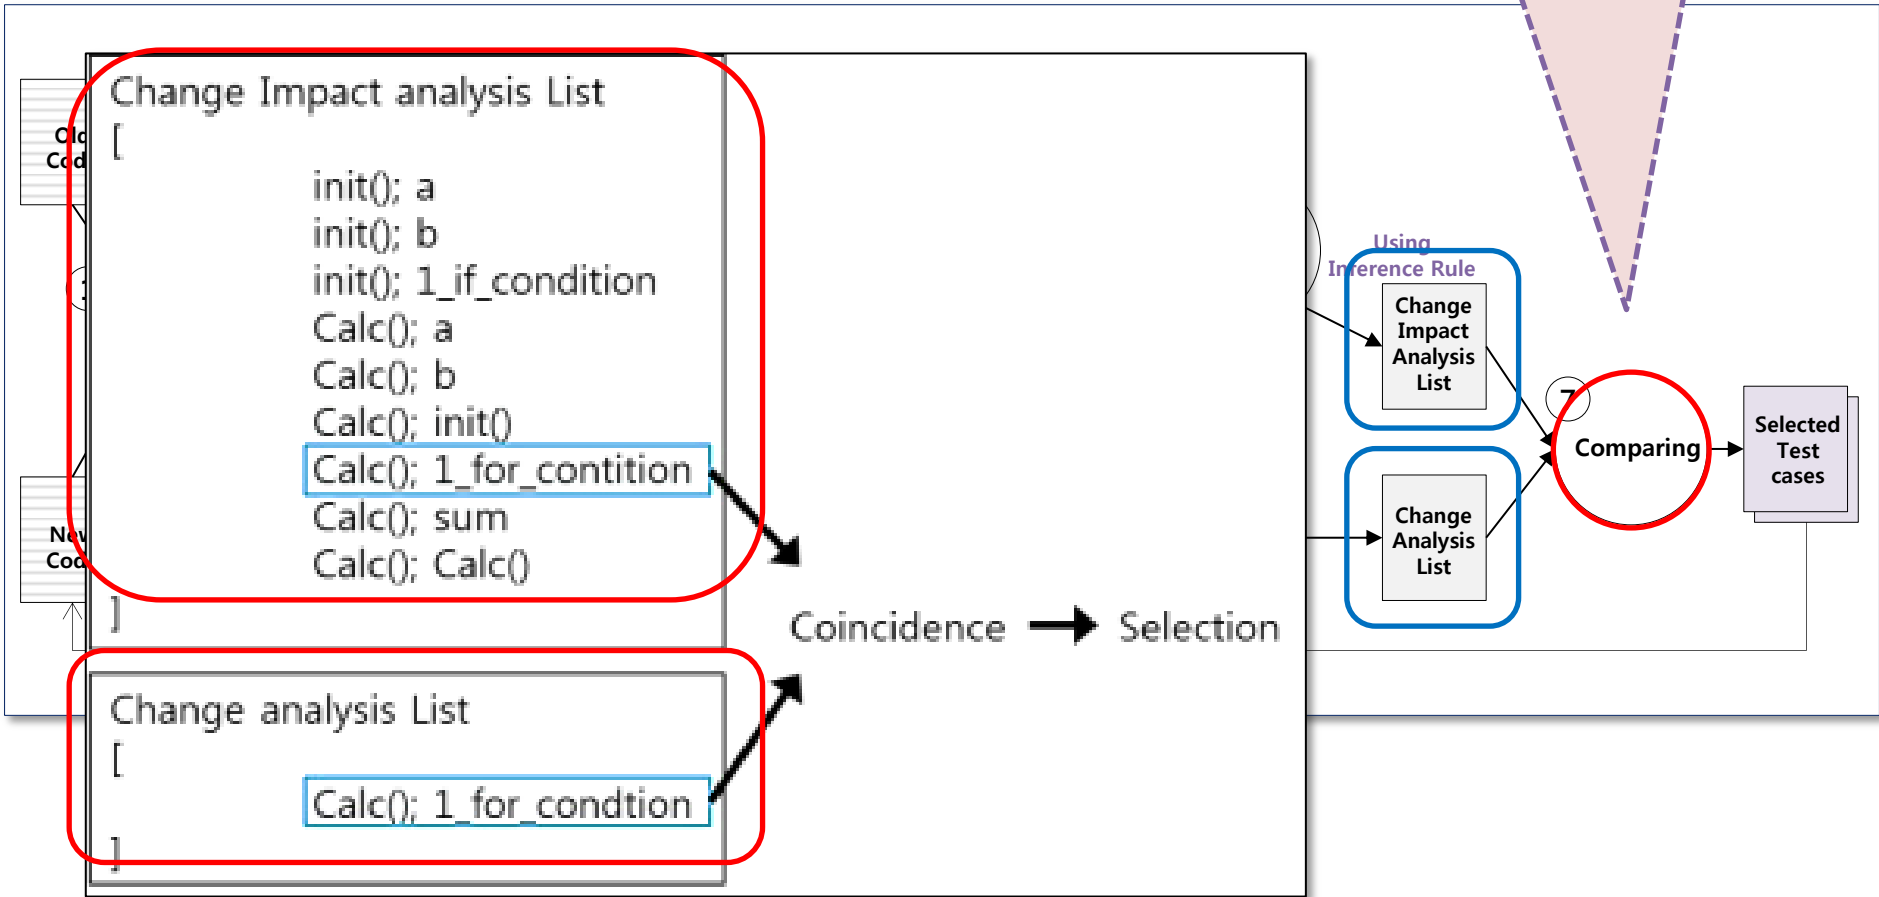 Change Impact analysis List
[
init(); a
init(); b
init(); 1_if_condition
Calc(); a
Calc(); b
Calc(); init()
Calc(); 1_for_contition
Calc(); sum
Calc(); Calc()
]
Change analysis List
[
Calc(); 1_for_condtion
]
Coincidence
Selection
Old
Using
Inference Rule
Change
Impact
Analysis
List
Change
Analysis
List
7
Comparing
Selected
Test
cases